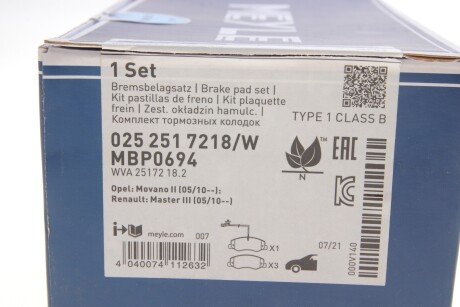 1 Set
Bremsbelagsatz | Brake pad set |
Kit pastillas de freno | Kit plaquette
frein | Zest. okładzin hamulc. |
Комплект тормозных колодок
TYPE 1 CLASS B
025 251 7218/W
MBP0694
WVA 25172 18.2
N
EAC
Opel: Movano II (05/10--)
Renault: Master III (05/10--)
meyle.com
007
X1
X3
07/21
000V140
4 040074 112632